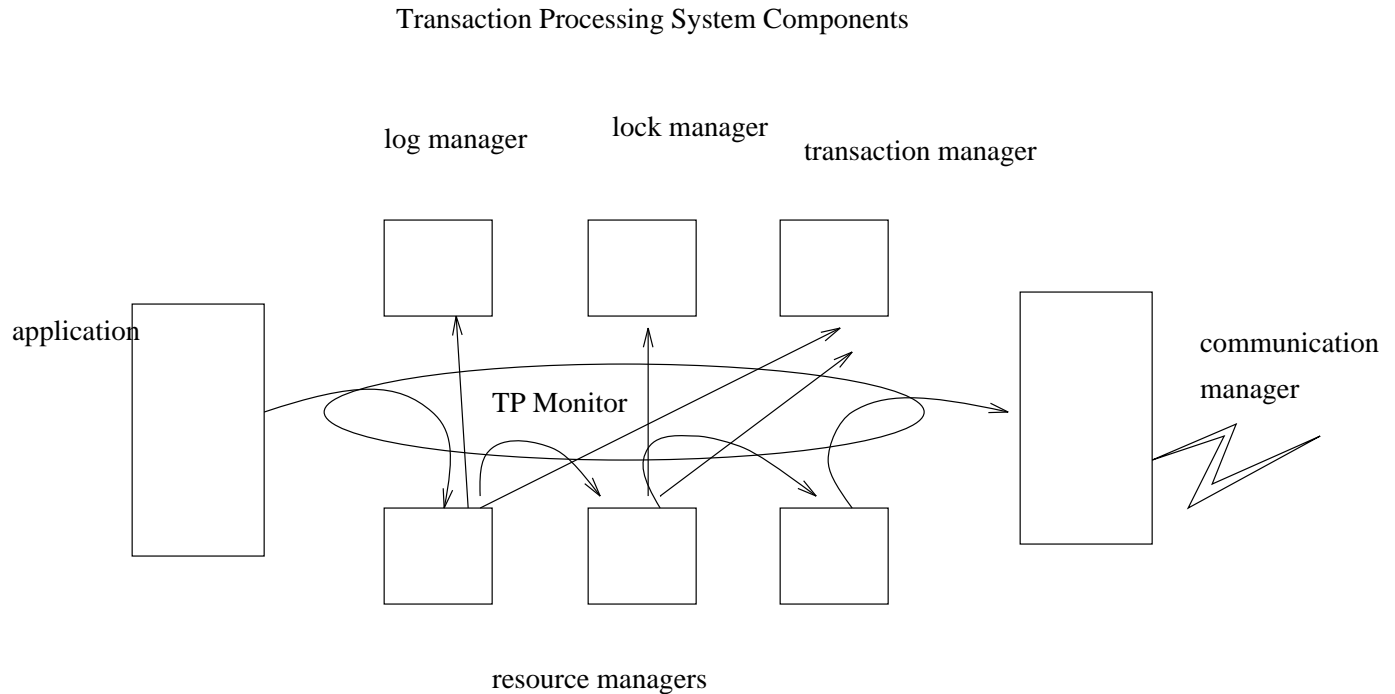 Transaction Processing System Components
log manager
lock manager
transaction manager
application
communication
manager
TP Monitor
resource managers